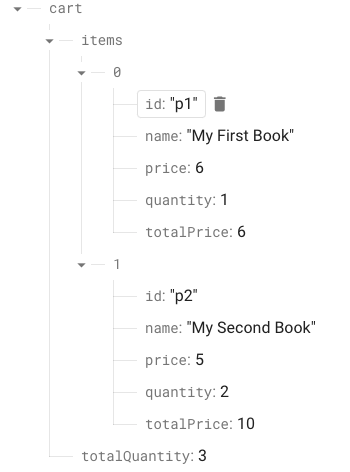 cart
items
0
id: "p1"
name: "My First Book"
price: 6
quantity: 1
totalPrice: 6
1
id: "p2"
name: "My Second Book"
price: 5
quantity: 2
totalPrice: 10
totalQuantity: 3